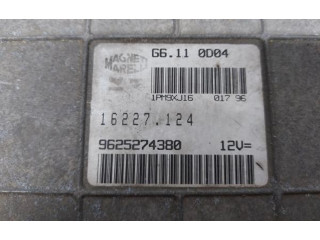 MAGNETI
MARELLI
G6.11 0D04
1PM9XJ16 017 96
16227.124
9625274380 12V=